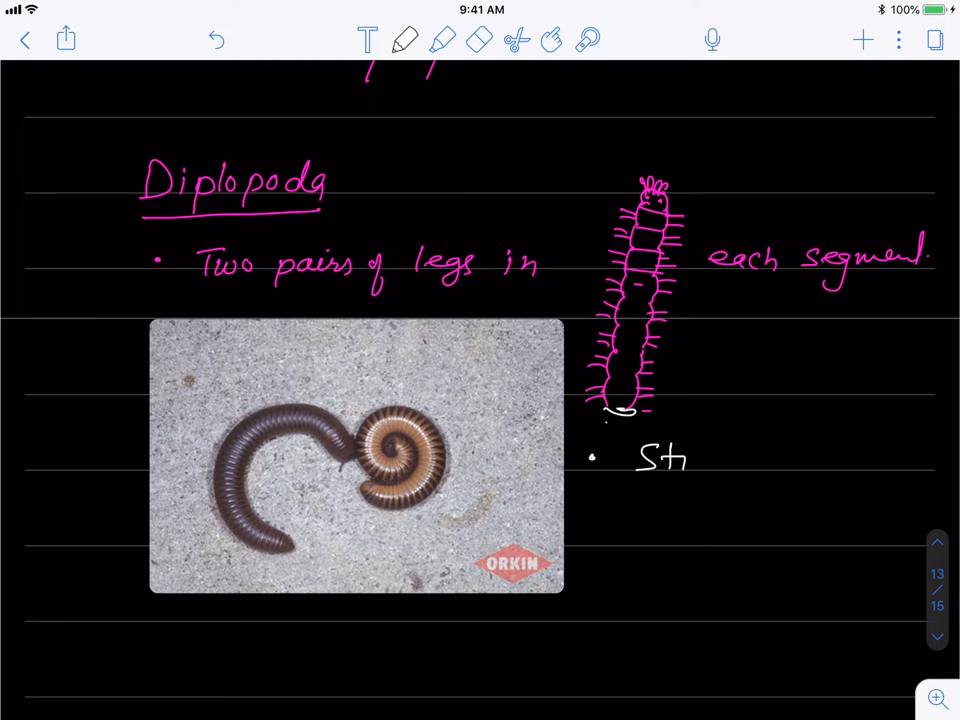 9:41 AM
100%
T
Diplopoda
• Two pairs of legs in each segment.
ORKIN
• St
13
/
15